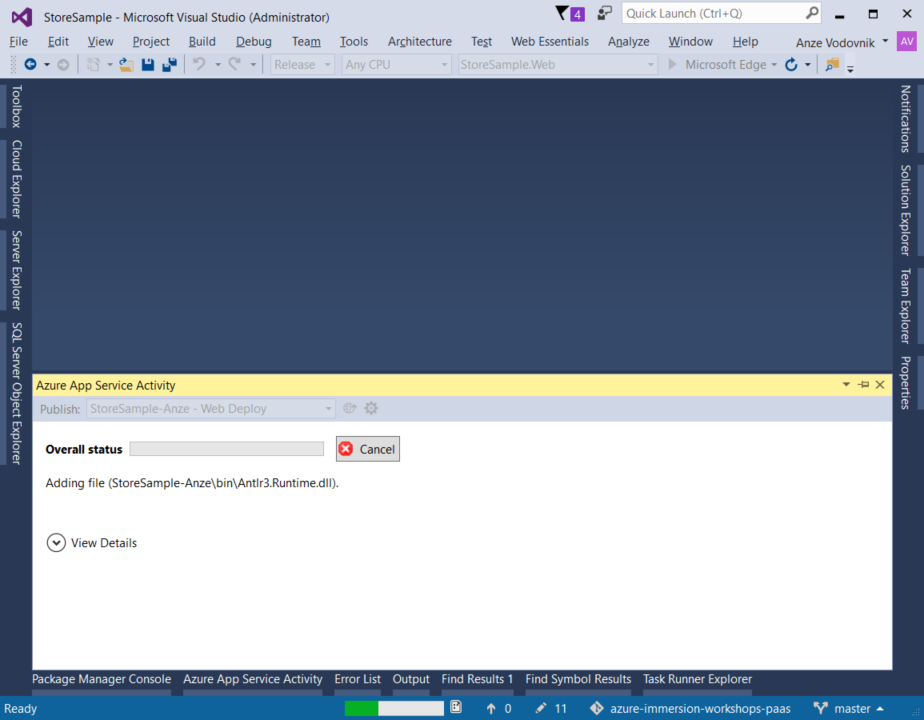 StoreSample - Microsoft Visual Studio (Administrator)
4
Quick Launch (Ctrl+Q)
File Edit View Project Build Debug Team Tools Architecture Test Web Essentials Analyze Window Help Anze Vodovnik AV
Release Any CPU StoreSample.Web Microsoft Edge
Toolbox
Cloud Explorer
Server Explorer
SQL Server Object Explorer
Notifications
Solution Explorer
Team Explorer
Properties
Azure App Service Activity
Publish: StoreSample-Anze - Web Deploy
Overall status Cancel
Adding file (StoreSample-Anze\bin\Antlr3.Runtime.dll).
View Details
Package Manager Console Azure App Service Activity Error List Output Find Results 1 Find Symbol Results Task Runner Explorer
Ready 0 11 azure-immersion-workshops-paas master